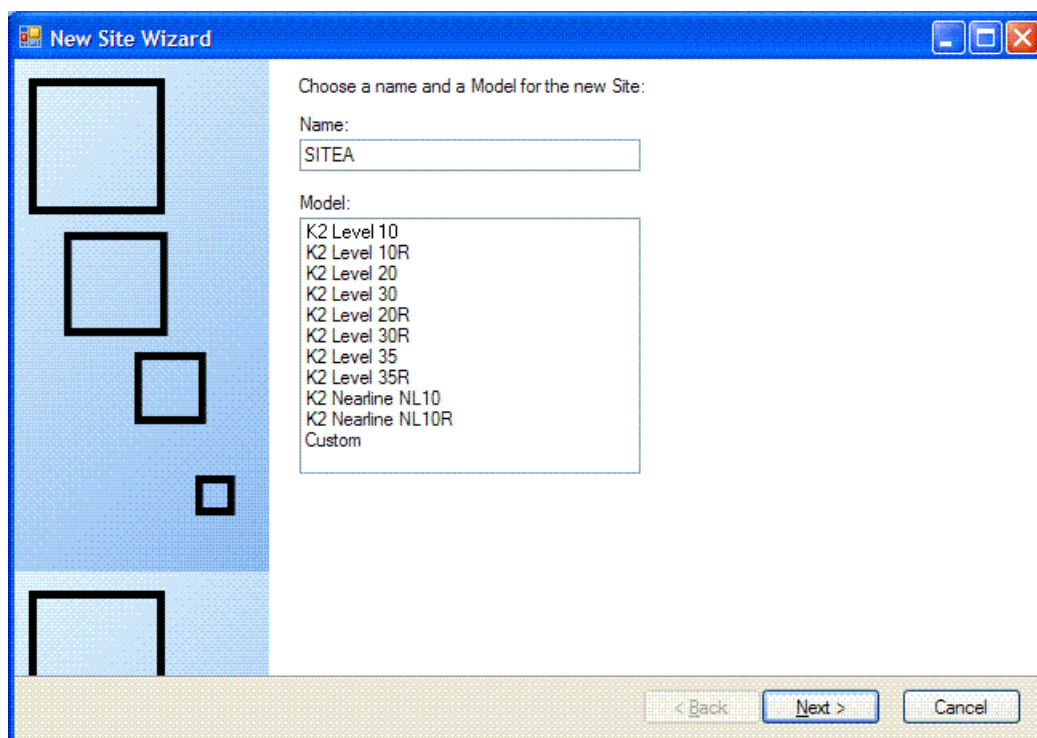 New Site Wizard
Choose a name and a Model for the new Site:
Name:
SITEA
Model:
K2 Level 10
K2 Level 10R
K2 Level 20
K2 Level 30
K2 Level 20R
K2 Level 30R
K2 Level 35
K2 Level 35R
K2 Nearline NL10
K2 Nearline NL10R
Custom
< Back
Next >
Cancel